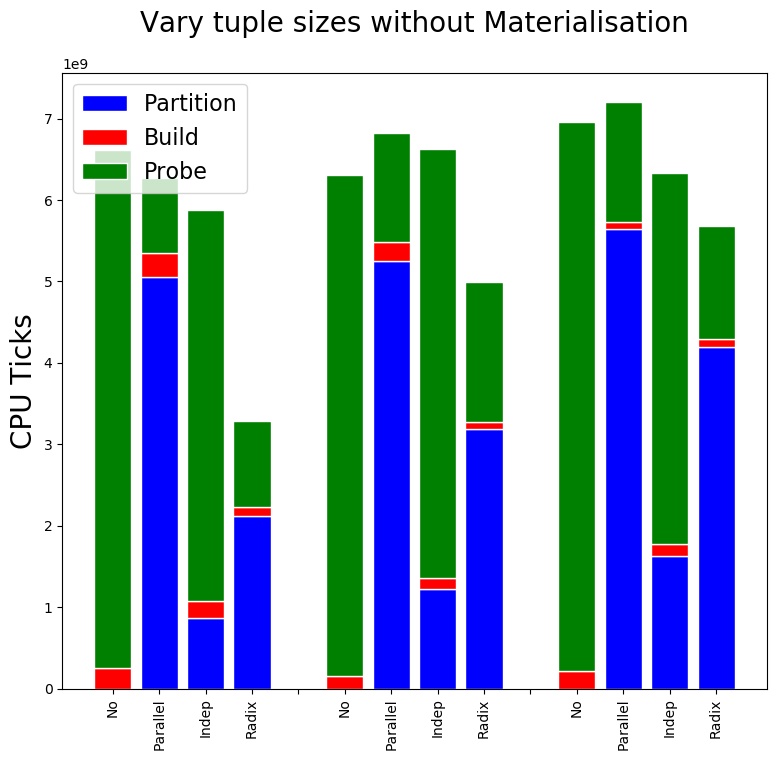 Vary tuple sizes without Materialisation
1e9
Partition
Build
Probe
7
6
5
4
3
2
1
0
CPU Ticks
No
Parallel
Indep
Radix
No
Parallel
Indep
Radix
No
Parallel
Indep
Radix